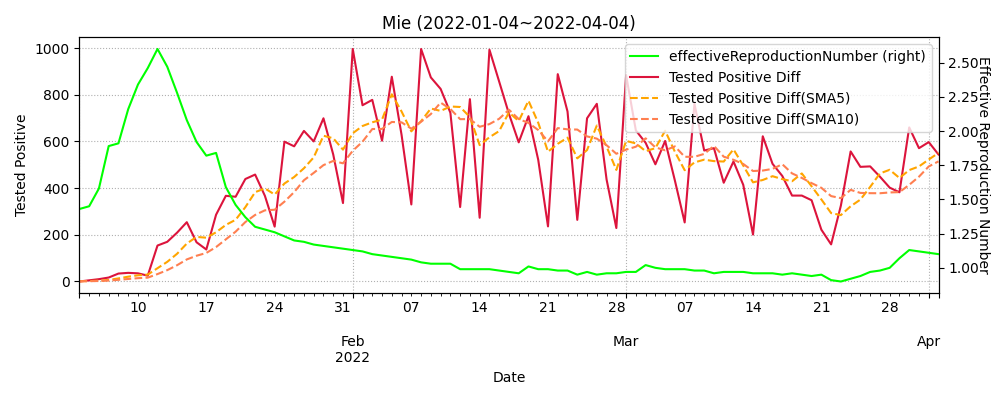 Mie (2022-01-04~2022-04-04)
effectiveReproductionNumber (right)
Tested Positive Diff
Tested Positive Diff(SMA5)
Tested Positive Diff(SMA10)
Tested Positive
1000
800
600
400
200
0
2.50
2.25
2.00
1.75
1.50
1.25
1.00
Effective Reproduction Number
10 17 24 31 07 14 21 28 07 14 21 28
Feb Mar Apr
2022
Date